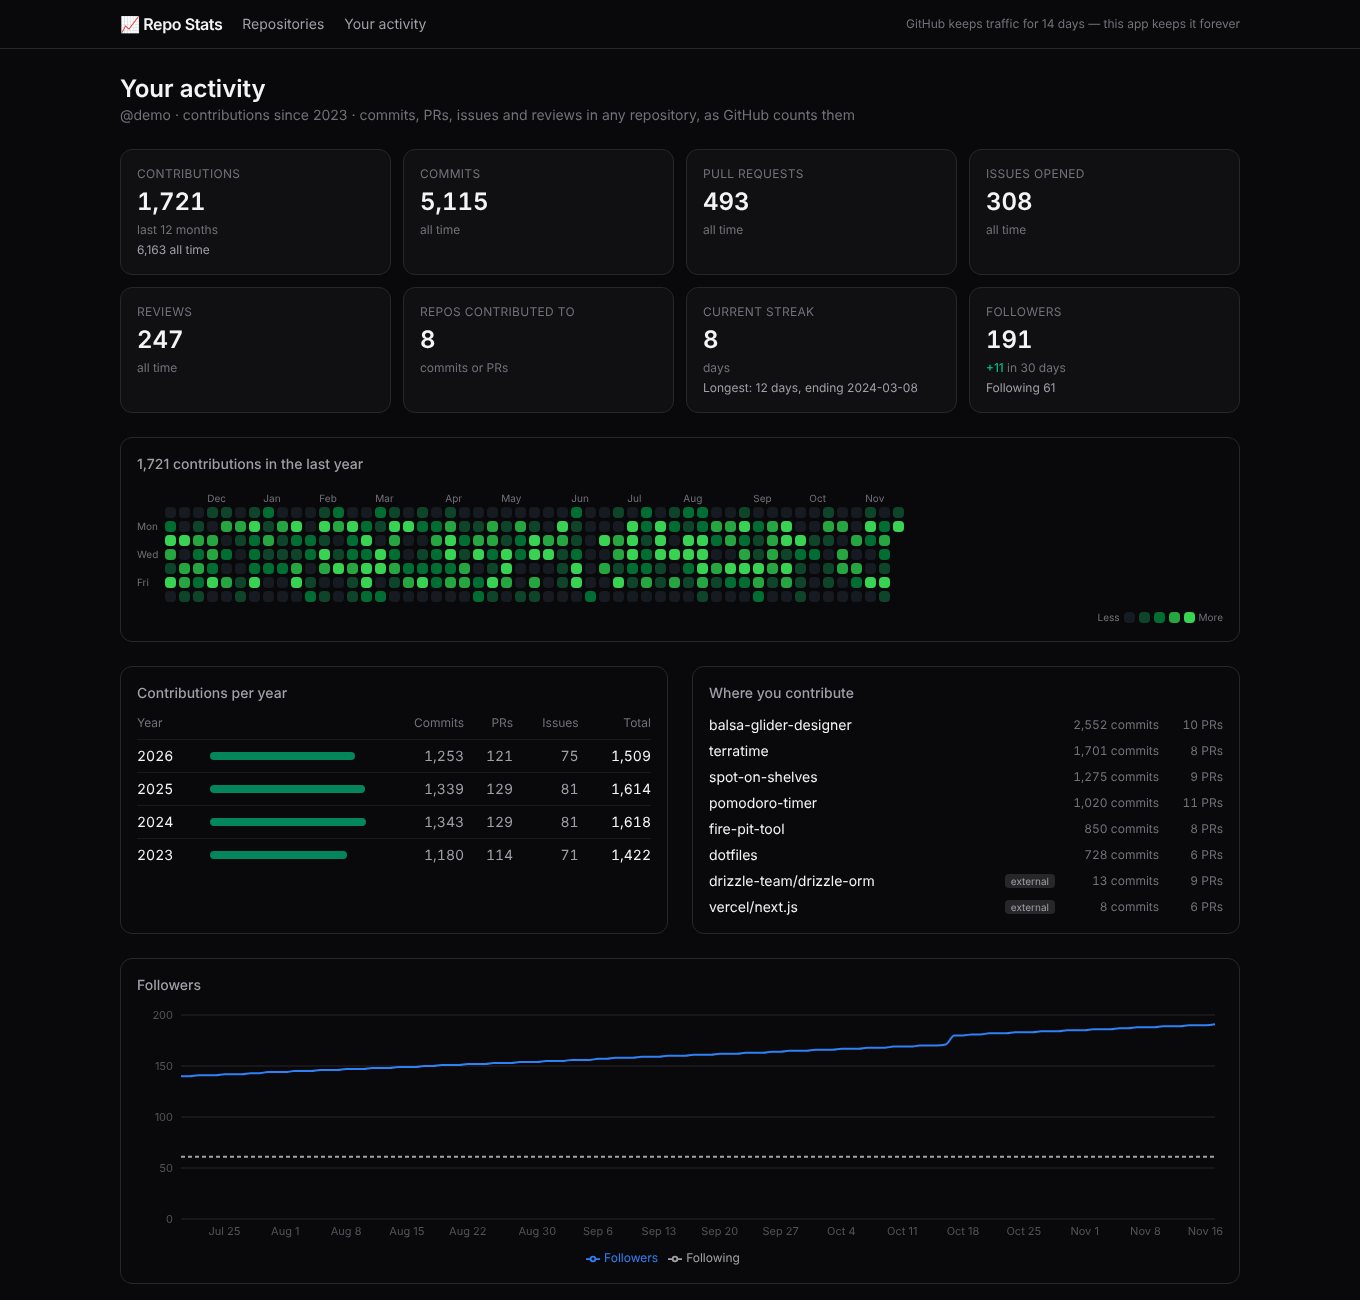 📈 Repo Stats Repositories Your activity GitHub keeps traffic for 14 days — this app keeps it forever
Your activity
@demo · contributions since 2023 · commits, PRs, issues and reviews in any repository, as GitHub counts them
CONTRIBUTIONS
1,721
last 12 months
6,163 all time
COMMITS
5,115
all time
PULL REQUESTS
493
all time
ISSUES OPENED
308
all time
REVIEWS
247
all time
REPOS CONTRIBUTED TO
8
commits or PRs
CURRENT STREAK
8
days
Longest: 12 days, ending 2024-03-08
FOLLOWERS
191
+11 in 30 days
Following 61
1,721 contributions in the last year
Dec Jan Feb Mar Apr May Jun Jul Aug Sep Oct Nov
Mon
Wed
Fri
Less More
Contributions per year
Year Commits PRs Issues Total
2026 1,253 121 75 1,509
2025 1,339 129 81 1,614
2024 1,343 129 81 1,618
2023 1,180 114 71 1,422
Where you contribute
balsa-glider-designer 2,552 commits 10 PRs
terratime 1,701 commits 8 PRs
spot-on-shelves 1,275 commits 9 PRs
pomodoro-timer 1,020 commits 11 PRs
fire-pit-tool 850 commits 8 PRs
dotfiles 728 commits 6 PRs
drizzle-team/drizzle-orm external 13 commits 9 PRs
vercel/next.js external 8 commits 6 PRs
Followers
200
150
100
50
0
Jul 25 Aug 1 Aug 8 Aug 15 Aug 22 Aug 30 Sep 6 Sep 13 Sep 20 Sep 27 Oct 4 Oct 11 Oct 18 Oct 25 Nov 1 Nov 8 Nov 16
Followers Following